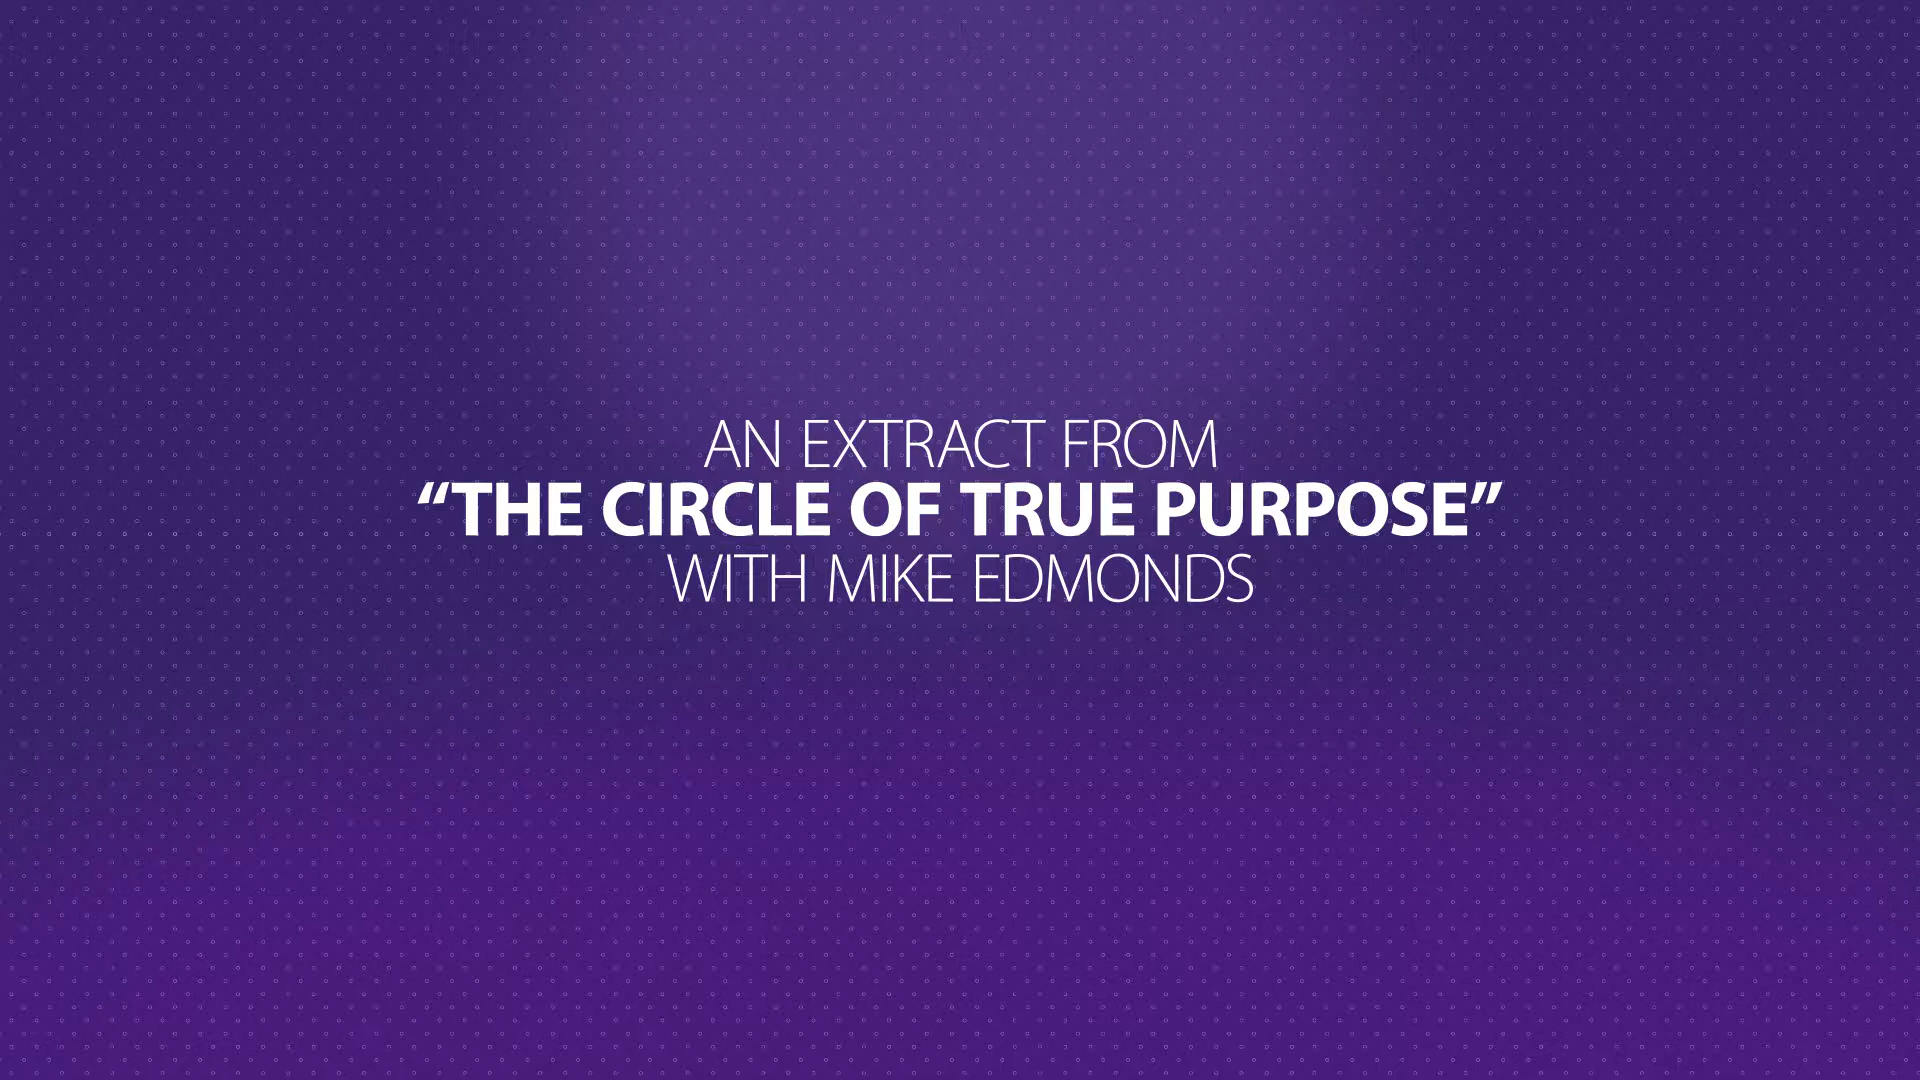 AN EXTRACT FROM
“THE CIRCLE OF TRUE PURPOSE”
WITH MIKE EDMONDS